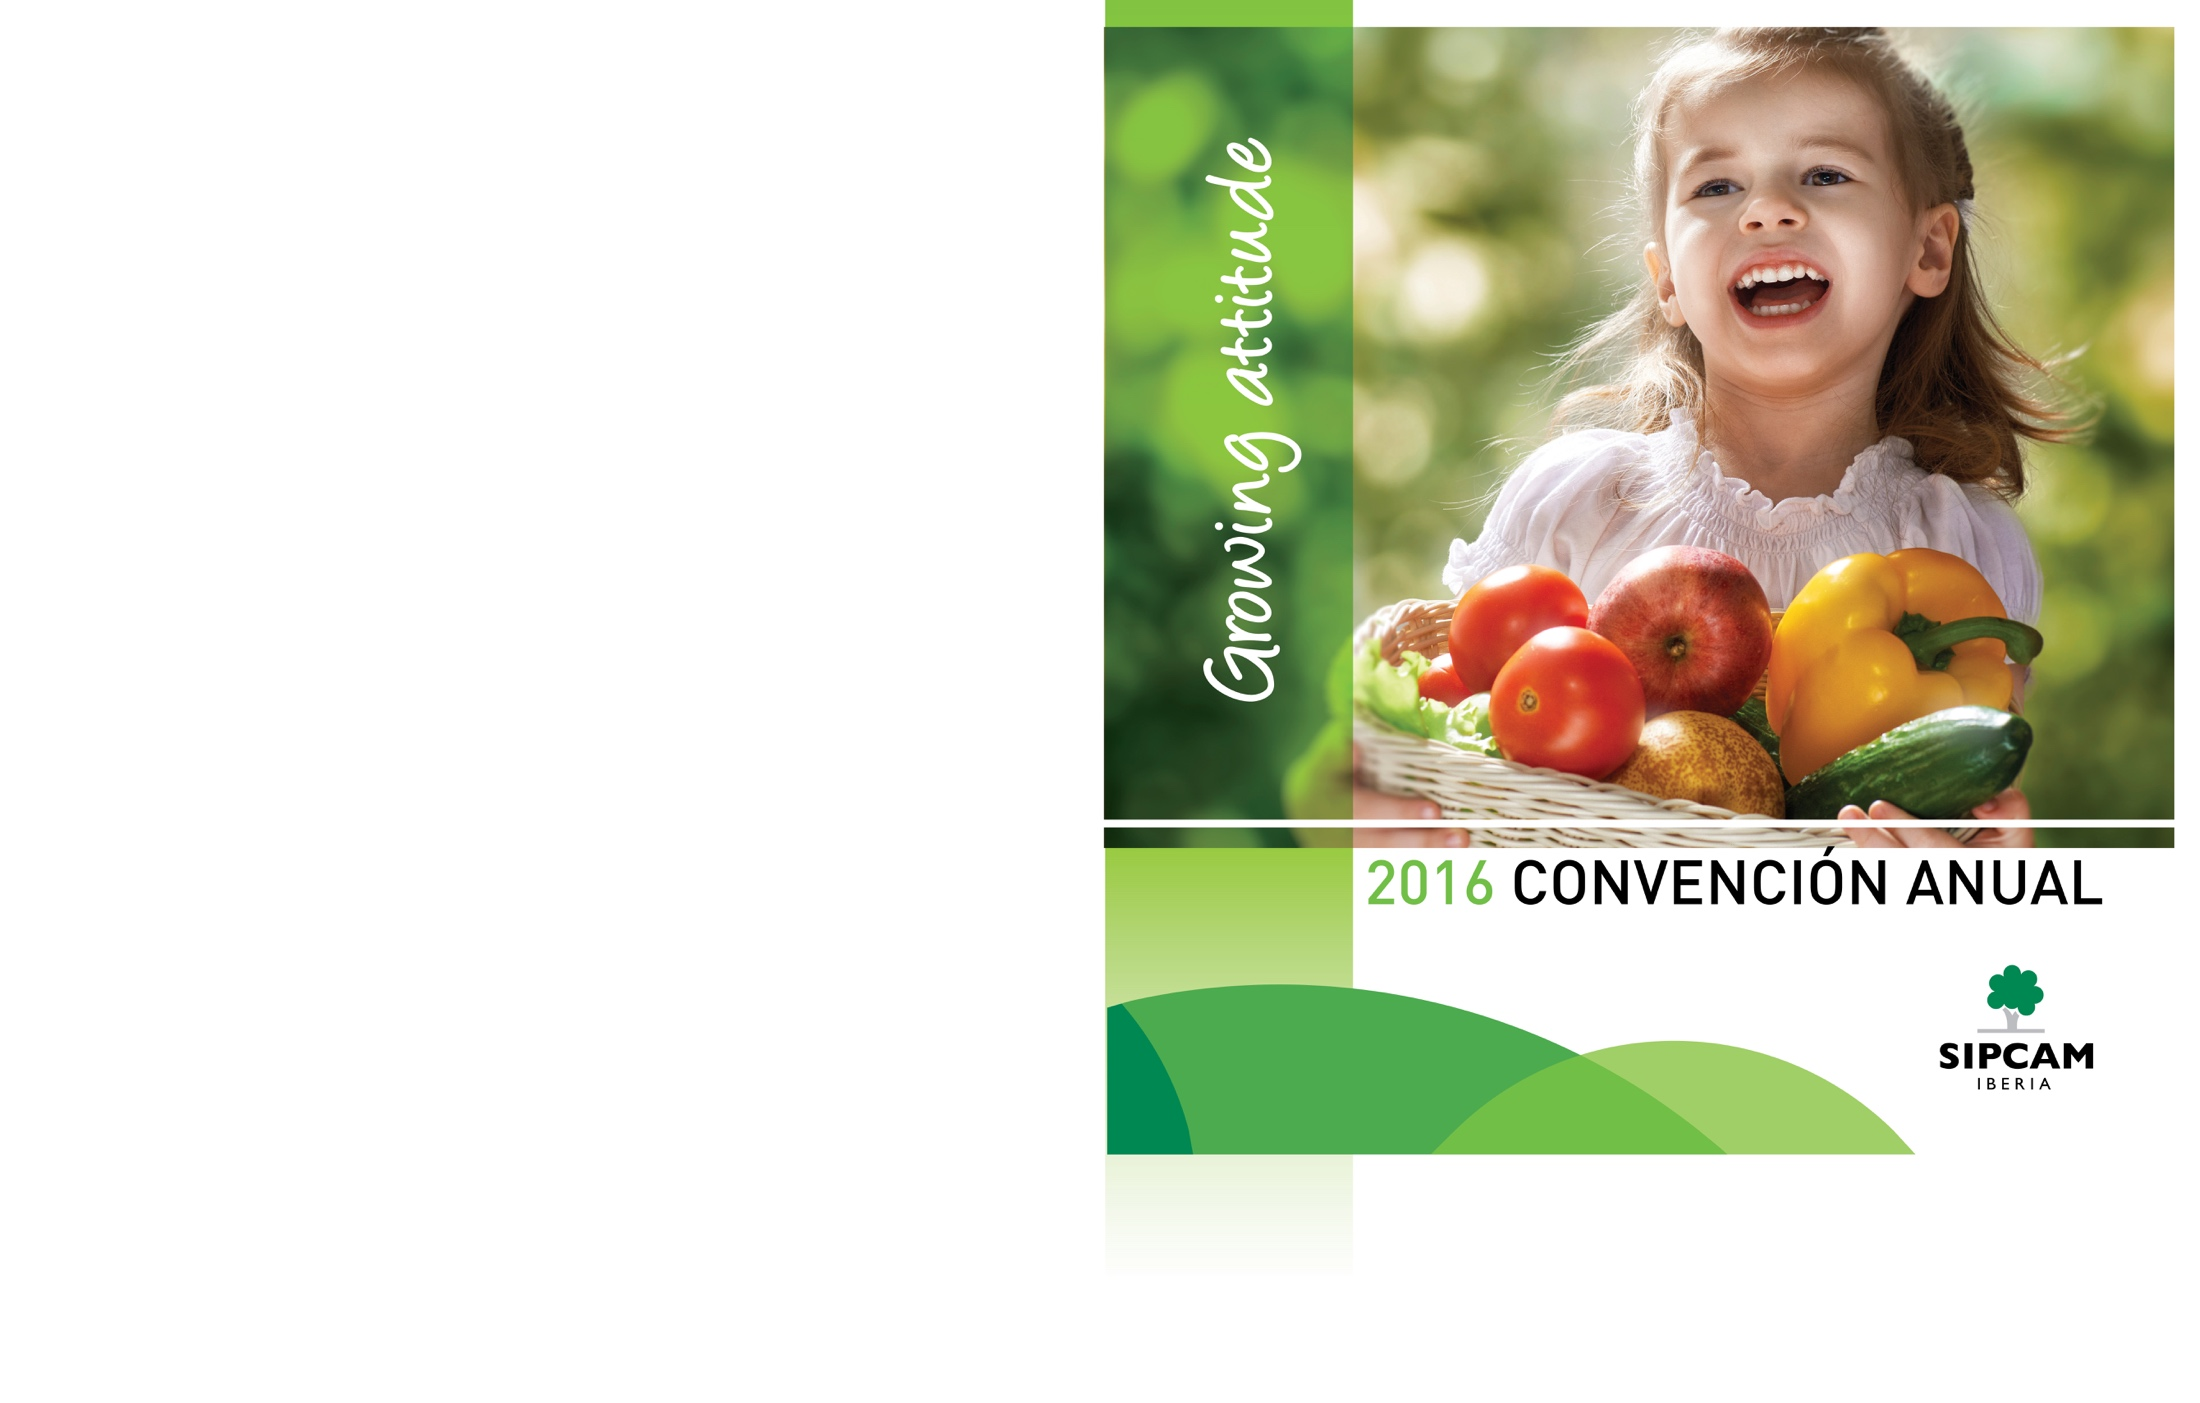 Growing attitude
2016 CONVENCIÓN ANUAL
SIPCAM
IBERIA